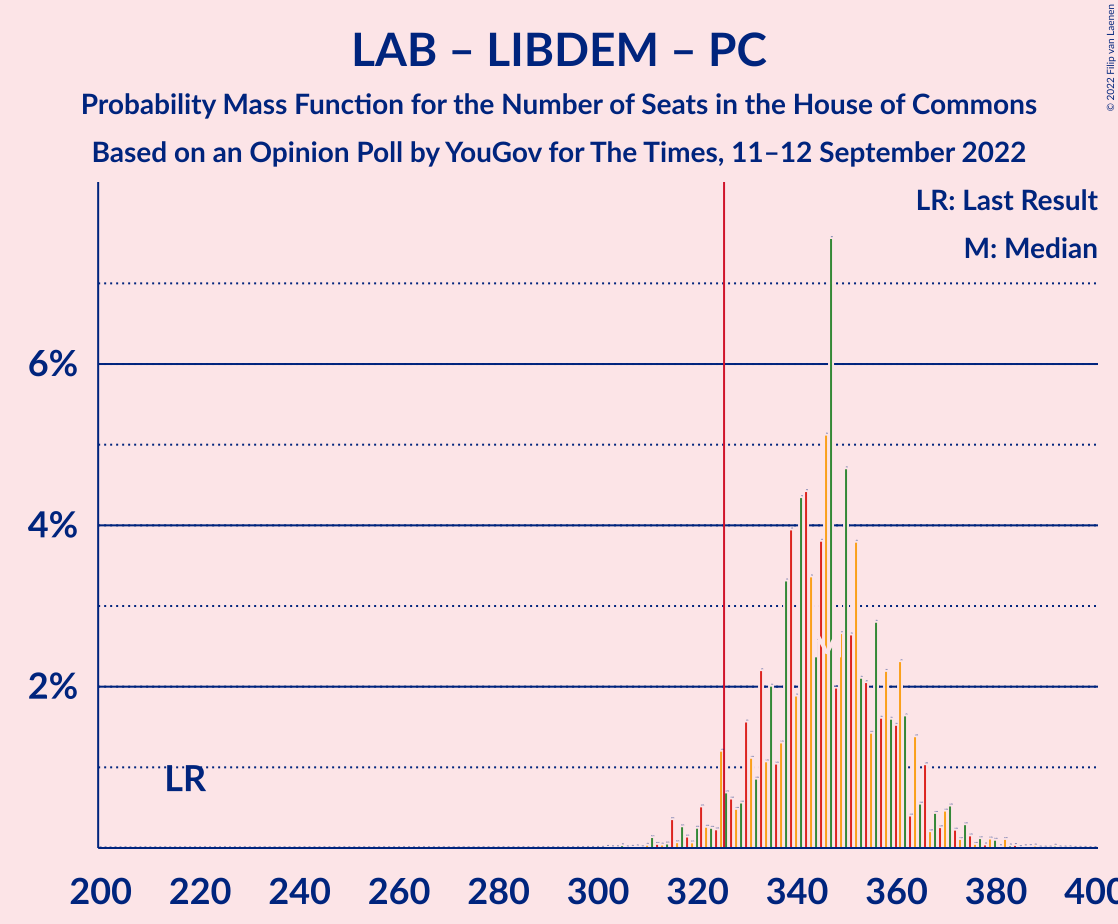 LAB – LIBDEM – PC
Probability Mass Function for the Number of Seats in the House of Commons
Based on an Opinion Poll by YouGov for The Times, 11–12 September 2022
© 2022 Filip van Laenen
LR: Last Result
M: Median
6%
4%
2%
LR
200 220 240 260 280 300 320 340 360 380 400